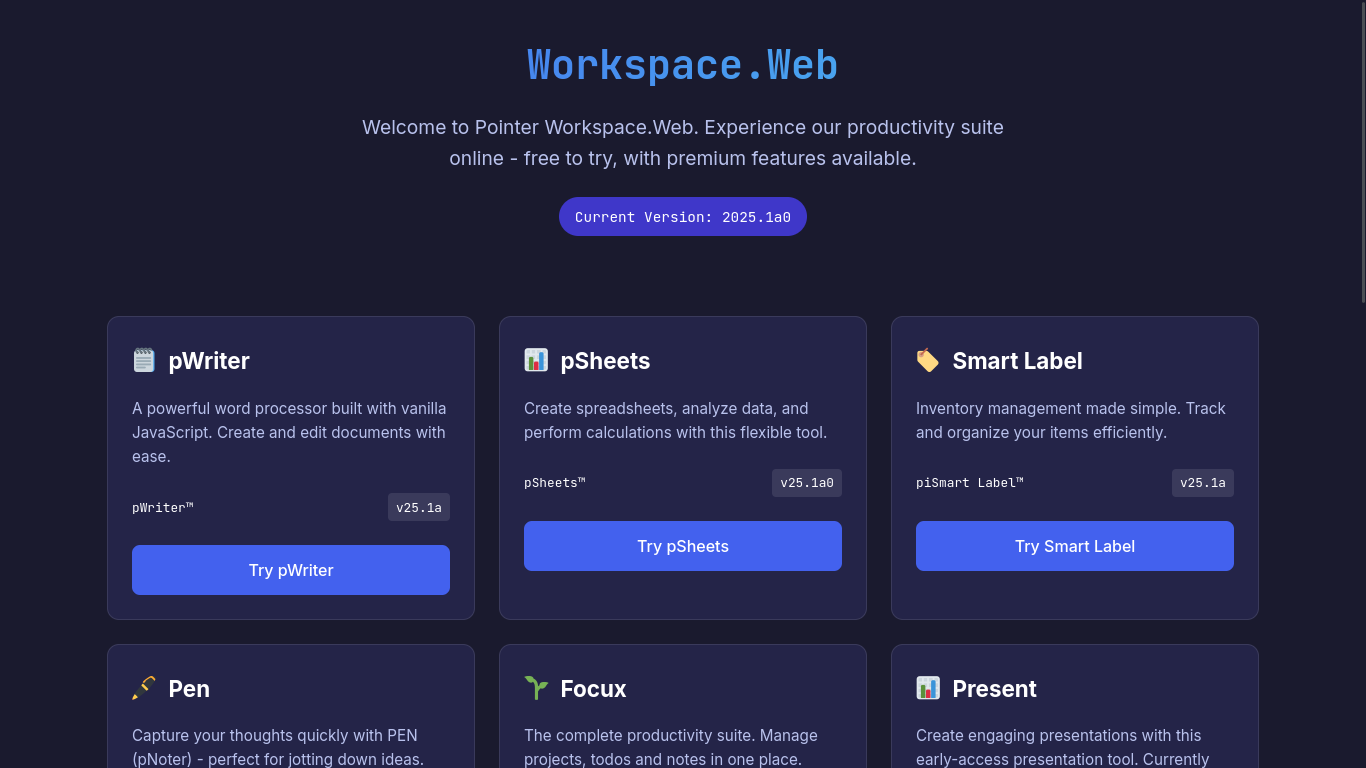 Workspace.Web
Welcome to Pointer Workspace.Web. Experience our productivity suite
online - free to try, with premium features available.
Current Version: 2025.1a0
pWriter
A powerful word processor built with vanilla
JavaScript. Create and edit documents with
ease.
pWriter™
v25.1a
Try pWriter
pSheets
Create spreadsheets, analyze data, and
perform calculations with this flexible tool.
pSheets™
v25.1a0
Try pSheets
Smart Label
Inventory management made simple. Track
and organize your items efficiently.
piSmart Label™
v25.1a
Try Smart Label
Pen
Capture your thoughts quickly with PEN
(pNoter) - perfect for jotting down ideas.
Focux
The complete productivity suite. Manage
projects, todos and notes in one place.
Present
Create engaging presentations with this
early-access presentation tool. Currently